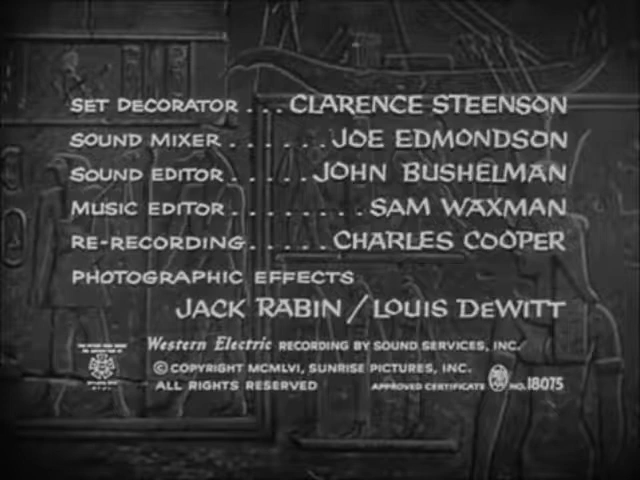 SET DECORATOR . . . CLARENCE STEENSON
SOUND MIXER . . . . . . JOE EDMONDSON
SOUND EDITOR . . . . . JOHN BUSHELMAN
MUSIC EDITOR . . . . . . . . SAM WAXMAN
RE-RECORDING . . . . . CHARLES COOPER
PHOTOGRAPHIC EFFECTS
JACK RABIN / LOUIS DeWITT
Western Electric RECORDING BY SOUND SERVICES, INC.
© COPYRIGHT MCMLVI, SUNRISE PICTURES, INC.
ALL RIGHTS RESERVED APPROVED CERTIFICATE NO. 18075